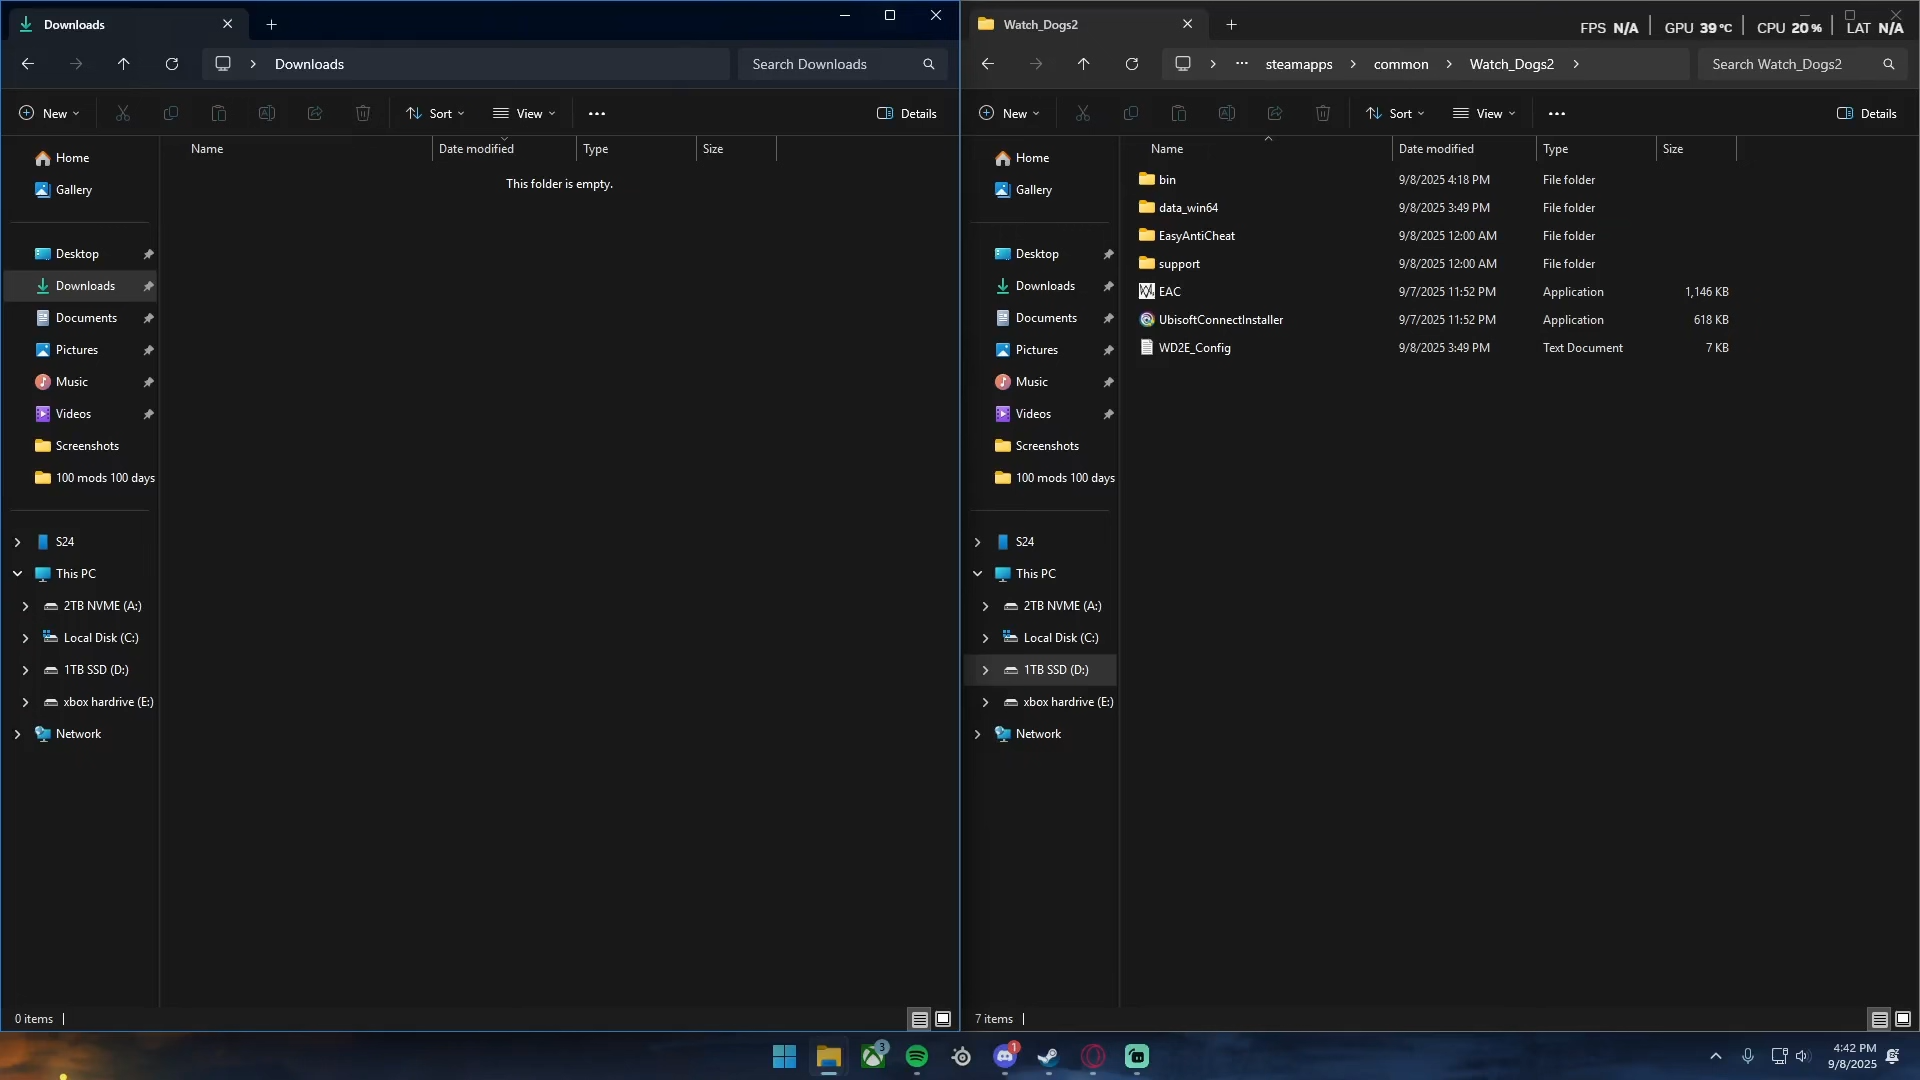 Downloads
Downloads
Search Downloads
New
Sort
View
Details
Name
Date modified
Type
Size
This folder is empty.
Home
Gallery
Desktop
Downloads
Documents
Pictures
Music
Videos
Screenshots
100 mods 100 days
S24
This PC
2TB NVME (A:)
Local Disk (C:)
1TB SSD (D:)
xbox hardrive (E:)
Network
0 items
Watch_Dogs2
FPS N/A GPU 39°C CPU 20% LAT N/A
steamapps common Watch_Dogs2
Search Watch_Dogs2
New
Sort
View
Details
Name
Date modified
Type
Size
Home
Gallery
Desktop
Downloads
Documents
Pictures
Music
Videos
Screenshots
100 mods 100 days
S24
This PC
2TB NVME (A:)
Local Disk (C:)
1TB SSD (D:)
xbox hardrive (E:)
Network
bin 9/8/2025 4:18 PM File folder
data_win64 9/8/2025 3:49 PM File folder
EasyAntiCheat 9/8/2025 12:00 AM File folder
support 9/8/2025 12:00 AM File folder
EAC 9/7/2025 11:52 PM Application 1,146 KB
UbisoftConnectInstaller 9/7/2025 11:52 PM Application 618 KB
WD2E_Config 9/8/2025 3:49 PM Text Document 7 KB
7 items
3
1
4:42 PM
9/8/2025